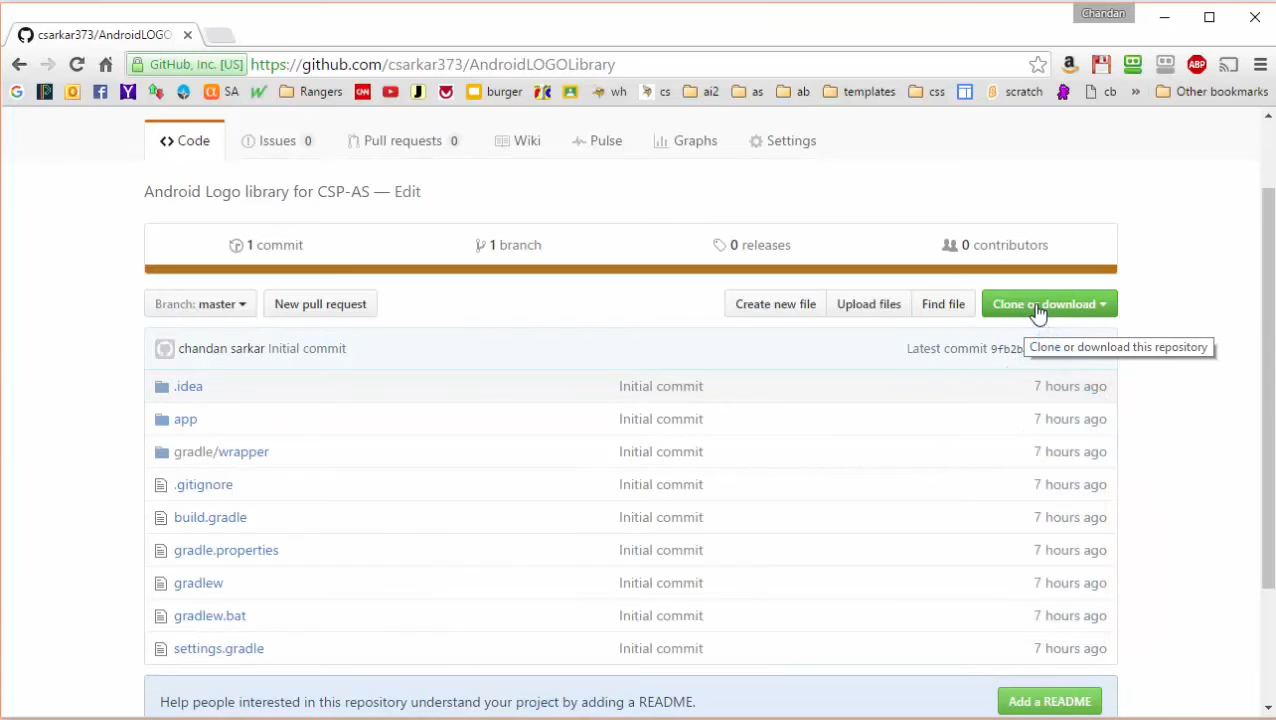 Chandan
csarkar373/AndroidLOGO
GitHub, Inc. [US] https://github.com/csarkar373/AndroidLOGOLibrary
SA Rangers burger wh cs ai2 as ab templates css scratch cb » Other bookmarks
Code Issues 0 Pull requests 0 Wiki Pulse Graphs Settings
Android Logo library for CSP-AS — Edit
1 commit 1 branch 0 releases 0 contributors
Branch: master New pull request Create new file Upload files Find file Clone or download
chandan sarkar Initial commit Latest commit 9fb2b
Clone or download this repository
.idea Initial commit 7 hours ago
app Initial commit 7 hours ago
gradle/wrapper Initial commit 7 hours ago
.gitignore Initial commit 7 hours ago
build.gradle Initial commit 7 hours ago
gradle.properties Initial commit 7 hours ago
gradlew Initial commit 7 hours ago
gradlew.bat Initial commit 7 hours ago
settings.gradle Initial commit 7 hours ago
Help people interested in this repository understand your project by adding a README. Add a README